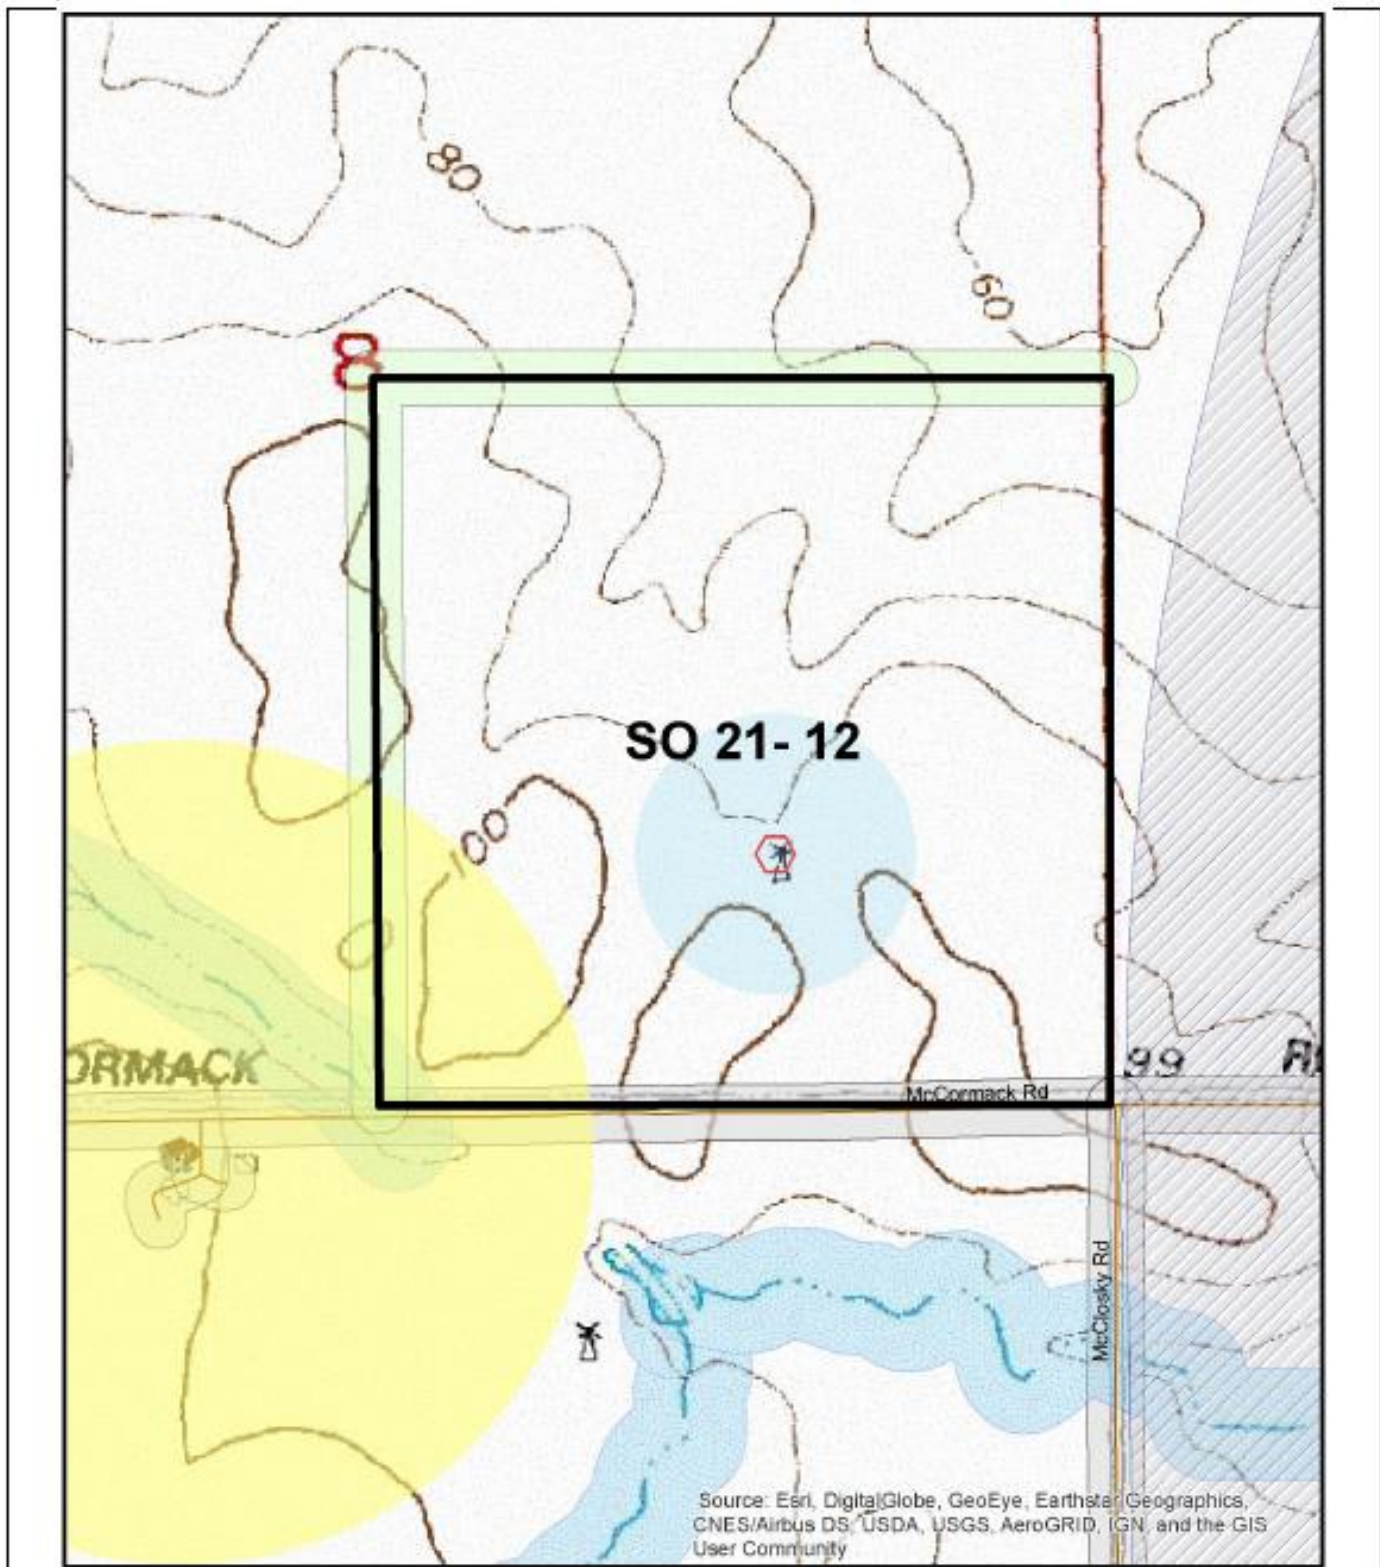 80
60
8
SO 21- 12
100
ORMACK
99
R
McCormack Rd
McClosky Rd
Source: Esri, DigitalGlobe, GeoEye, Earthstar Geographics,
CNES/Airbus DS, USDA, USGS, AeroGRID, IGN, and the GIS
User Community